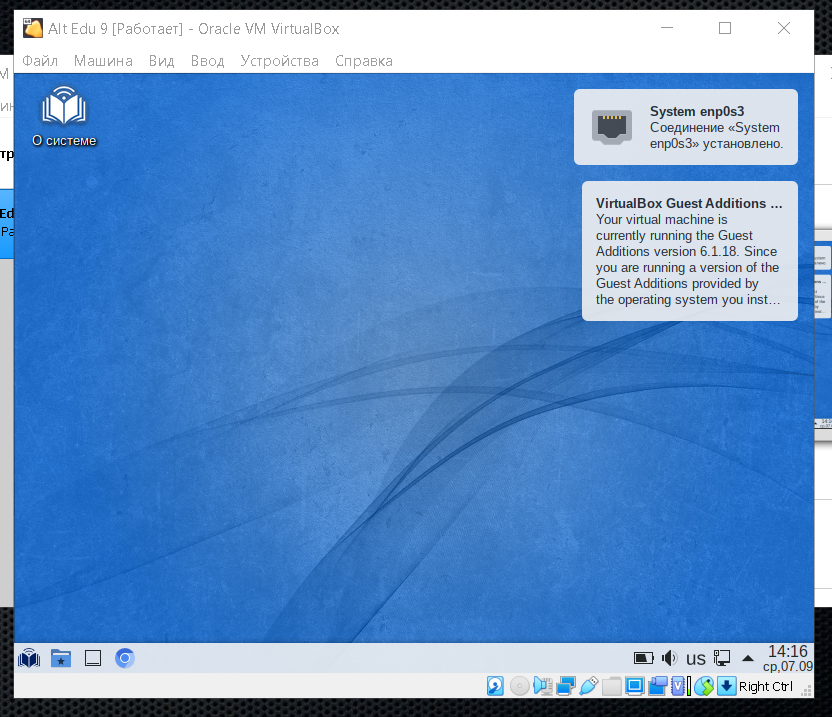 Alt Edu 9 [Работает] - Oracle VM VirtualBox
Файл Машина Вид Ввод Устройства Справка
О системе
System enp0s3
Соединение «System
enp0s3» установлено.
VirtualBox Guest Additions ...
Your virtual machine is
currently running the Guest
Additions version 6.1.18. Since
you are running a version of the
Guest Additions provided by
the operating system you inst...
us
14:16
ср,07.09
Right Ctrl